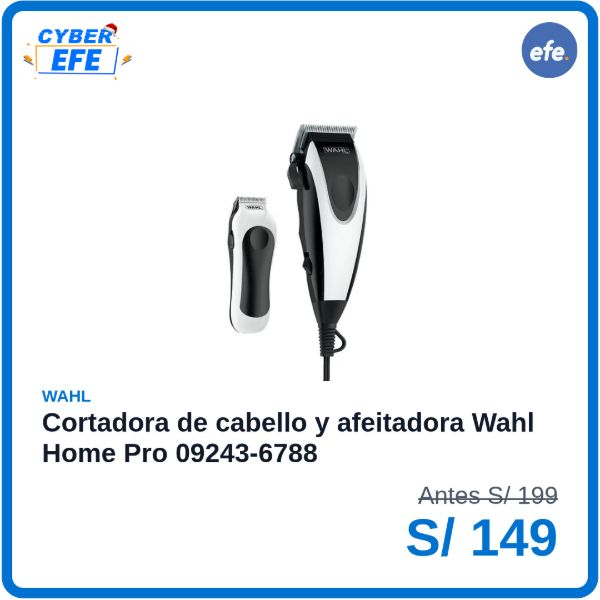 CYBER
EFE
efe.
WAHL
WAHL
WAHL
Cortadora de cabello y afeitadora Wahl
Home Pro 09243-6788
Antes S/ 199
S/ 149